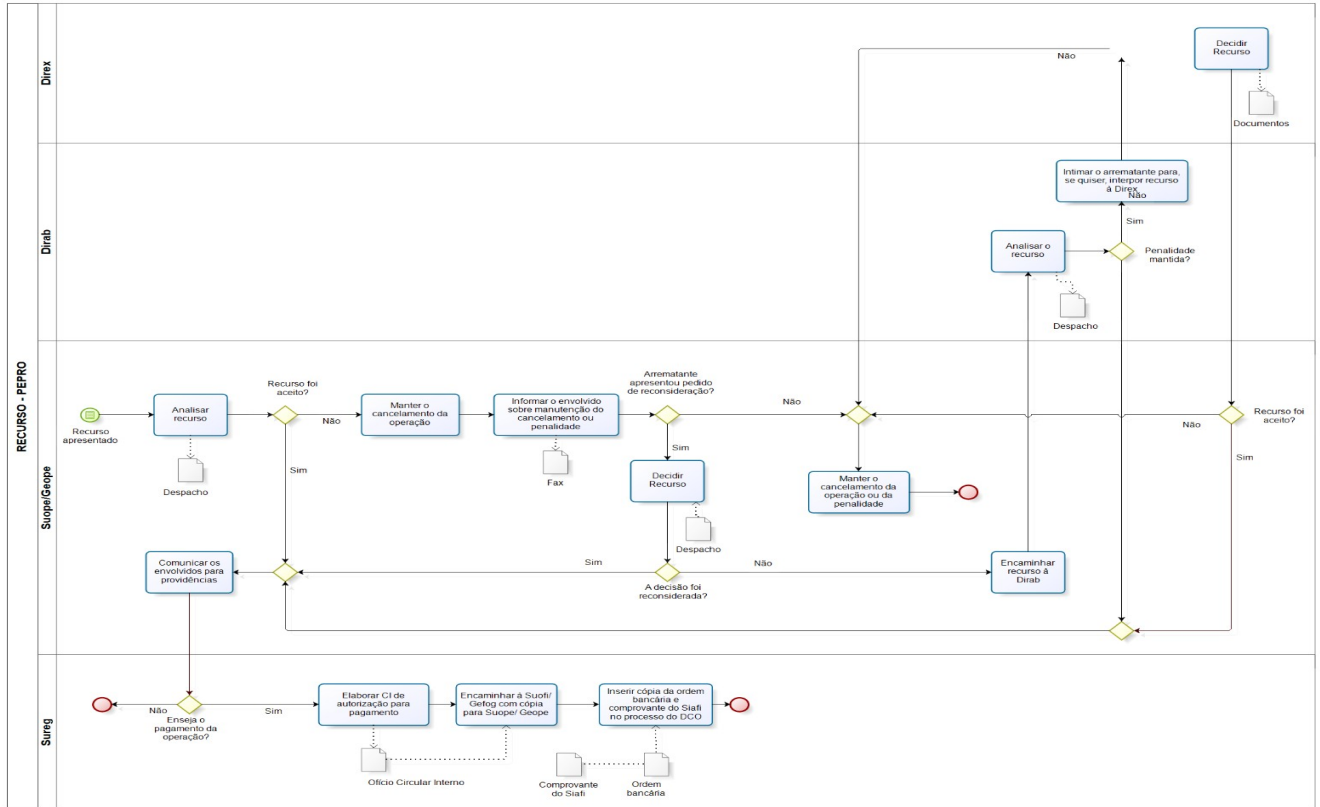 RECURSO - PEPRO
Direx
Não
Decidir
Recurso
Documentos
Dirab
Intimar o arrematante para,
se quiser, interpor recurso
à Direx
Não
Sim
Analisar o
recurso
Penalidade
mantida?
Despacho
Suope/Geope
Recurso
apresentado
Analisar
recurso
Despacho
Recurso foi
aceito?
Não
Sim
Manter o
cancelamento da
operação
Informar o envolvido
sobre manutenção do
cancelamento ou
penalidade
Fax
Arrematante
apresentou pedido
de reconsideração?
Não
Sim
Decidir
Recurso
Despacho
Manter o
cancelamento da
operação ou da
penalidade
Não
Recurso foi
aceito?
Sim
Comunicar os
envolvidos para
providências
Sim
A decisão foi
reconsiderada?
Não
Encaminhar
recurso à
Dirab
Sureg
Não
Enseja o
pagamento da
operação?
Sim
Elaborar CI de
autorização para
pagamento
Ofício Circular Interno
Encaminhar à Suofi/
Gefog com cópia
para Suope/ Geope
Inserir cópia da ordem
bancária e
comprovante do Siafi
no processo do DCO
Comprovante
do Siafi
Ordem
bancária